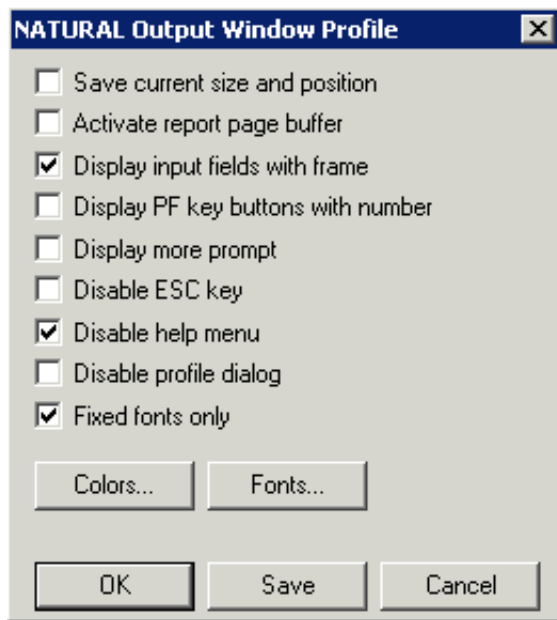 NATURAL Output Window Profile
Save current size and position
Activate report page buffer
Display input fields with frame
Display PF key buttons with number
Display more prompt
Disable ESC key
Disable help menu
Disable profile dialog
Fixed fonts only
Colors... Fonts...
OK Save Cancel